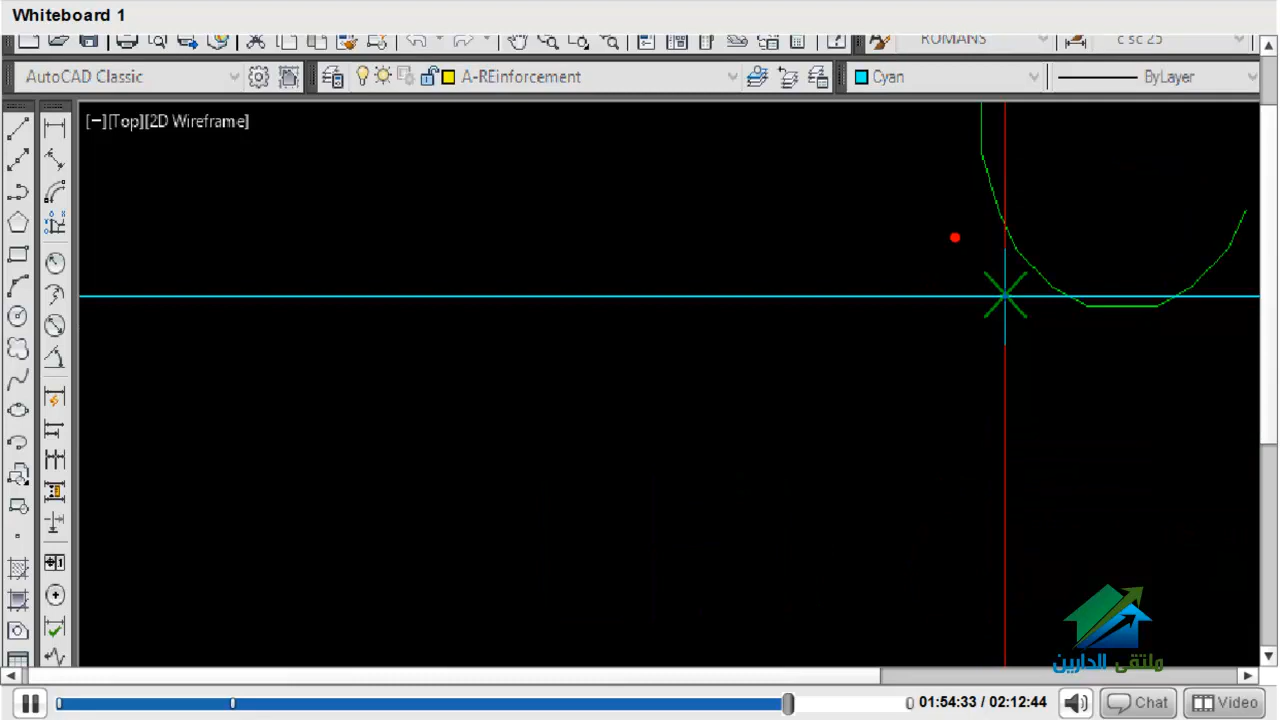 Whiteboard 1
ROMANS
c sc 25
AutoCAD Classic
A-REinforcement
Cyan
ByLayer
[−][Top][2D Wireframe]
ملتقى الدارين
01:54:33 / 02:12:44
Chat
Video